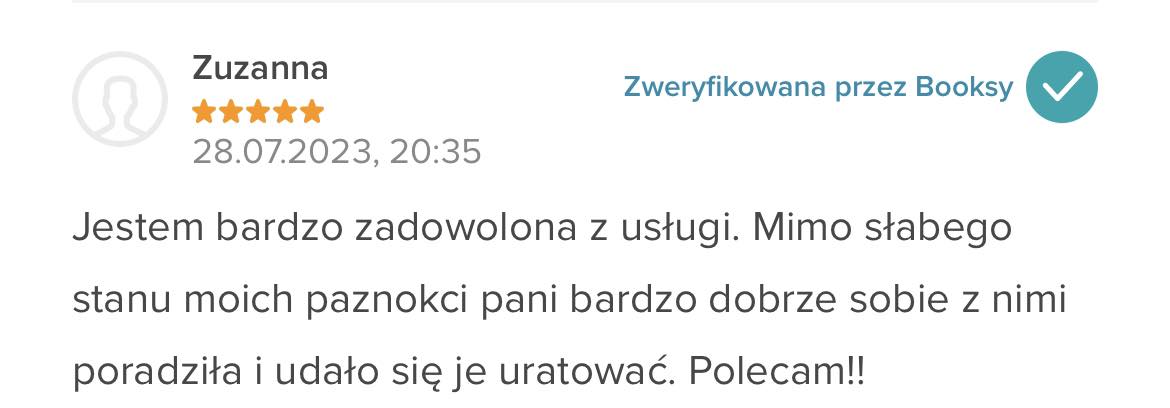 Zuzanna
Zweryfikowana przez Booksy
28.07.2023, 20:35
Jestem bardzo zadowolona z usługi. Mimo słabego
stanu moich paznokci pani bardzo dobrze sobie z nimi
poradziła i udało się je uratować. Polecam!!